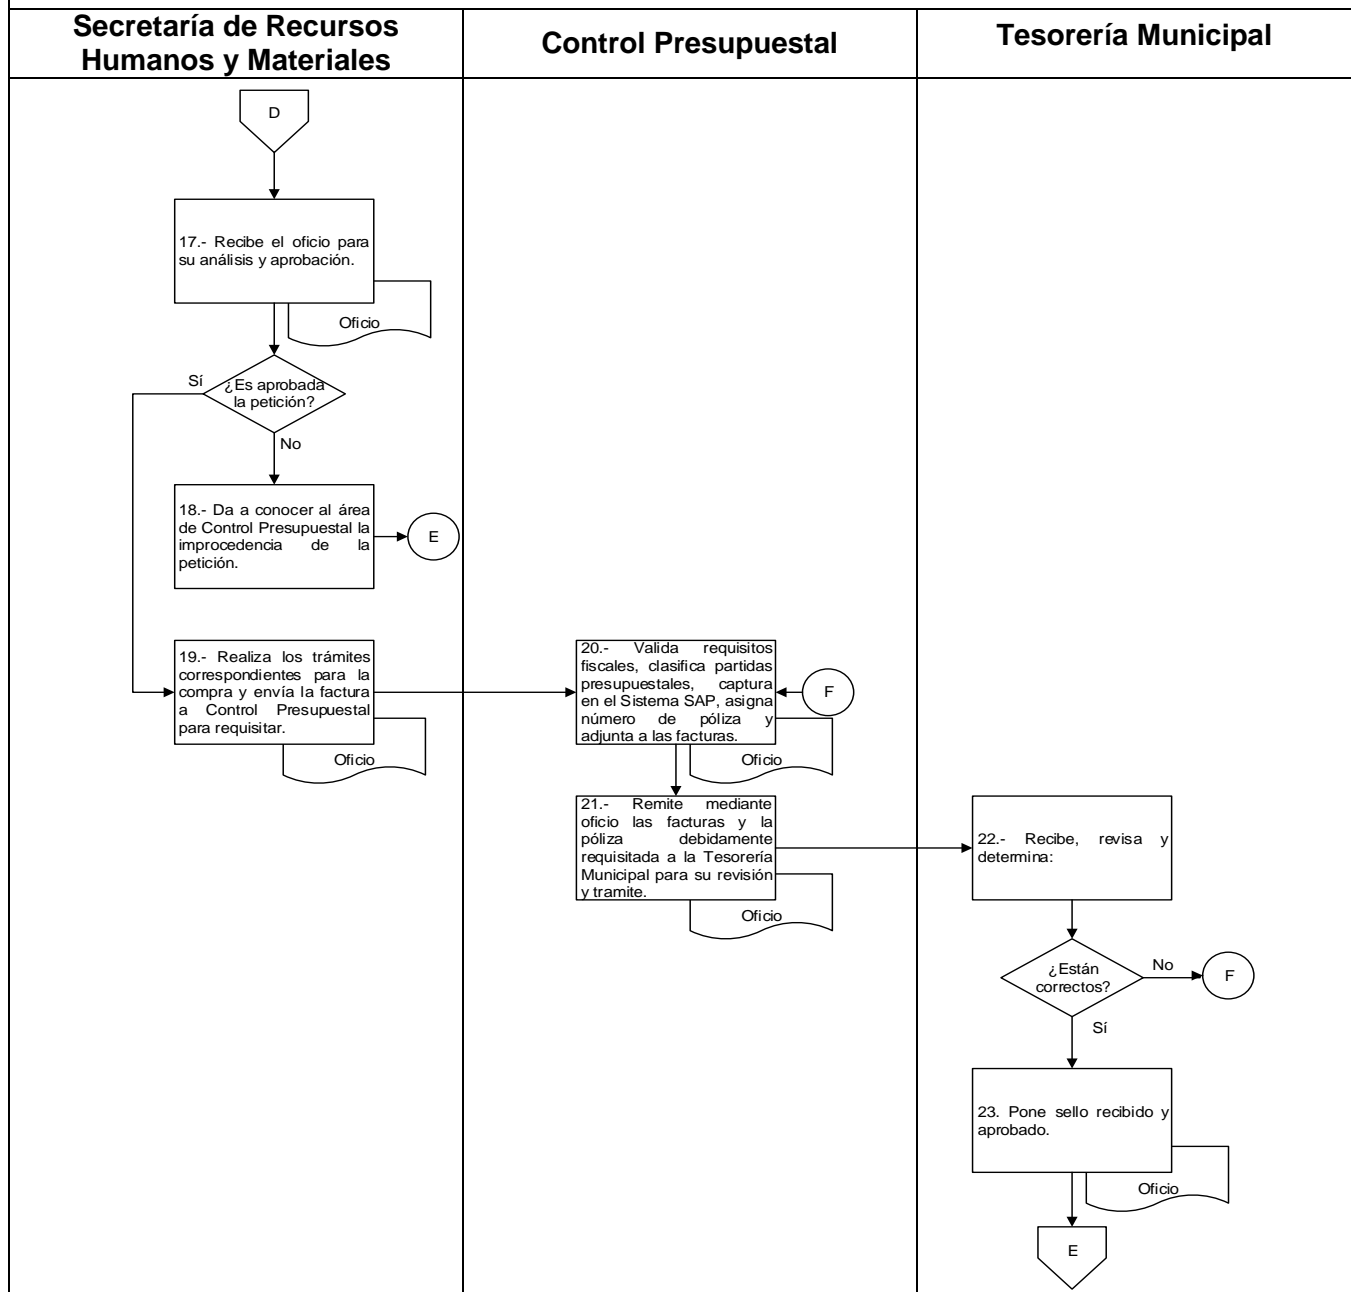 Secretaría de Recursos
Humanos y Materiales
Control Presupuestal
Tesorería Municipal
D
17.- Recibe el oficio para
su análisis y aprobación.
Oficio
Sí
¿Es aprobada
la petición?
No
18.- Da a conocer al área
de Control Presupuestal la
improcedencia de la
petición.
E
19.- Realiza los trámites
correspondientes para la
compra y envía la factura
a Control Presupuestal
para requisitar.
Oficio
20.- Valida requisitos
fiscales, clasifica partidas
presupuestales, captura
en el Sistema SAP, asigna
número de póliza y
adjunta a las facturas.
F
Oficio
21.- Remite mediante
oficio las facturas y la
póliza debidamente
requisitada a la Tesorería
Municipal para su revisión
y tramite.
Oficio
22.- Recibe, revisa y
determina:
¿Están
correctos?
No
F
Sí
23. Pone sello recibido y
aprobado.
Oficio
E